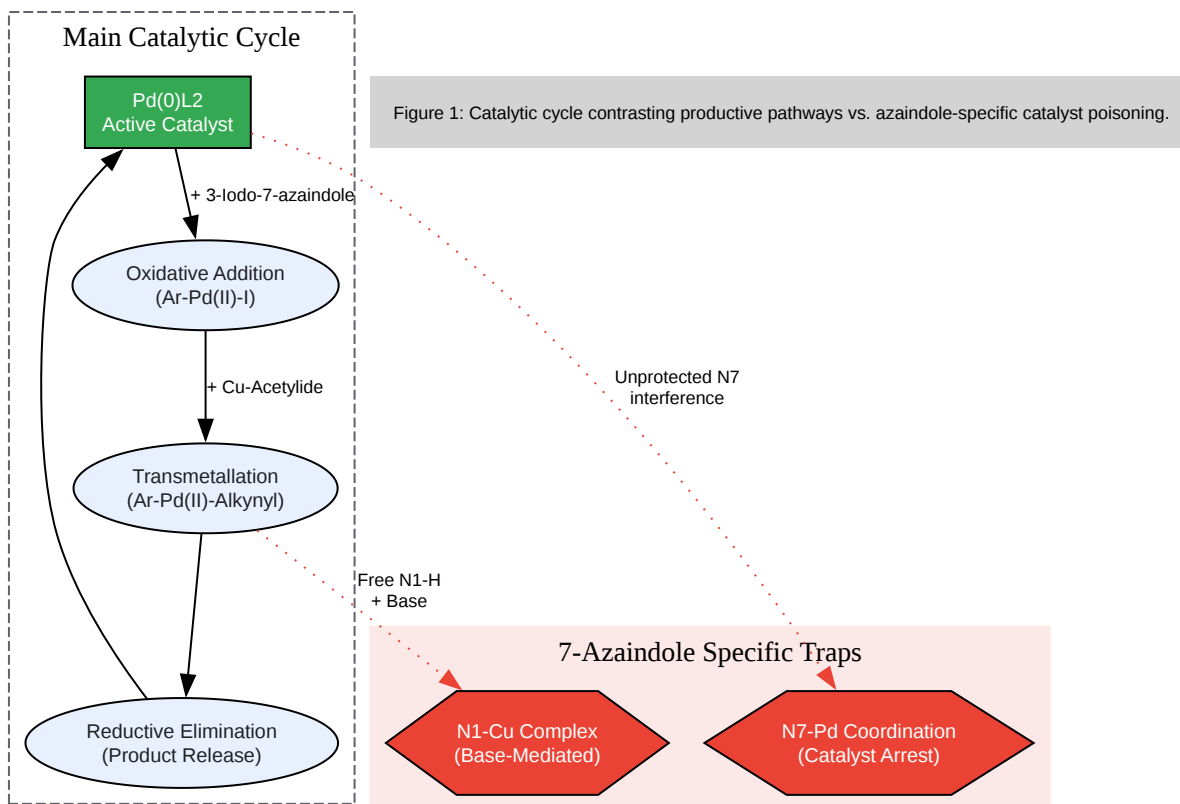 Main Catalytic Cycle
Pd(0)L2
Active Catalyst
Figure 1: Catalytic cycle contrasting productive pathways vs. azaindole-specific catalyst poisoning.
+ 3-Iodo-7-azaindole
Oxidative Addition
(Ar-Pd(II)-I)
+ Cu-Acetylide
Unprotected N7
interference
Transmetallation
(Ar-Pd(II)-Alkynyl)
Free N1-H
+ Base
7-Azaindole Specific Traps
Reductive Elimination
(Product Release)
N1-Cu Complex
(Base-Mediated)
N7-Pd Coordination
(Catalyst Arrest)